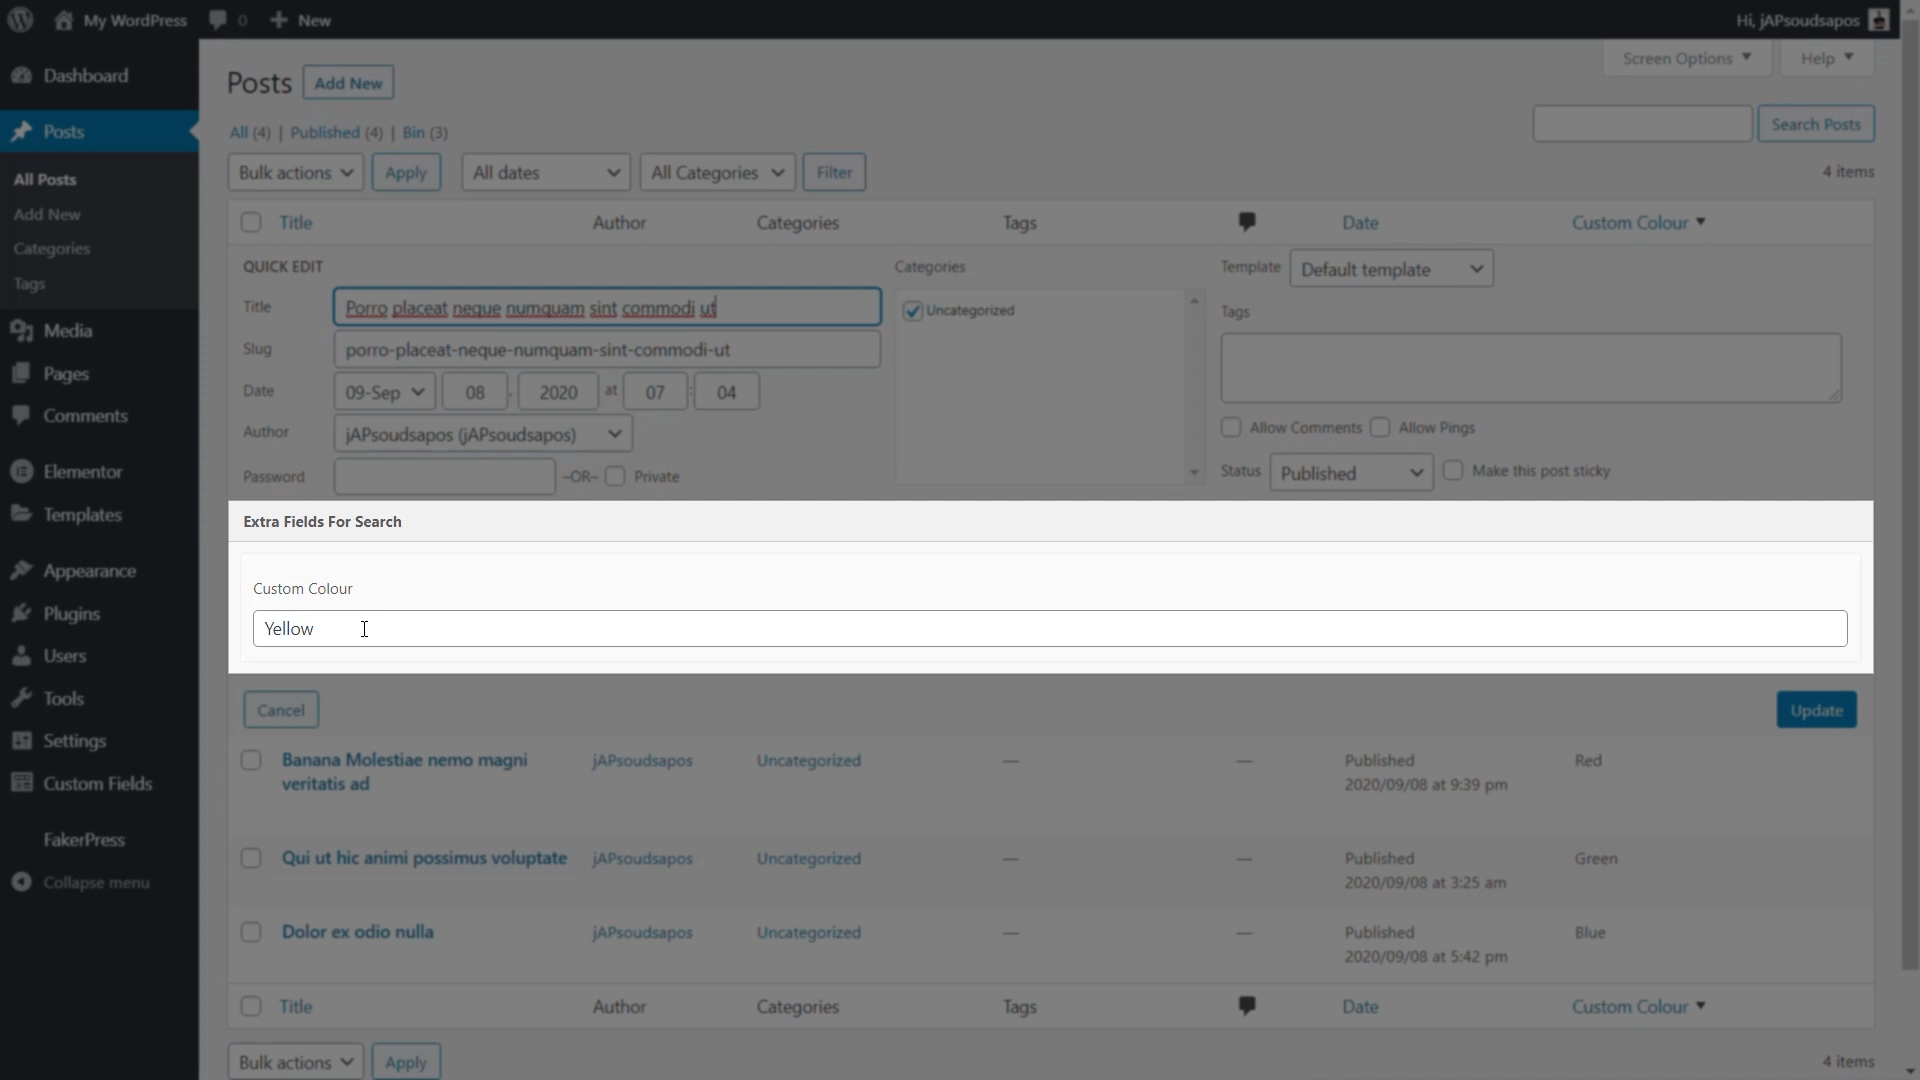 My WordPress 0 New Hi, jAPsoudsapos
Dashboard
Posts
All Posts
Add New
Categories
Tags
Media
Pages
Comments
Elementor
Templates
Appearance
Plugins
Users
Tools
Settings
Custom Fields
FakerPress
Collapse menu
Screen Options Help
Posts Add New
All (4) | Published (4) | Bin (3)
Search Posts
Bulk actions Apply All dates All Categories Filter 4 items
Title Author Categories Tags Date Custom Colour
QUICK EDIT
Title Porro placeat neque numquam sint commodi ut
Slug porro-placeat-neque-numquam-sint-commodi-ut
Date 09-Sep 08 , 2020 at 07 : 04
Author jAPsoudsapos (jAPsoudsapos)
Password –OR– Private
Categories
Uncategorized
Template Default template
Tags
Allow Comments Allow Pings
Status Published Make this post sticky
Extra Fields For Search
Custom Colour
Yellow
Cancel Update
Banana Molestiae nemo magni jAPsoudsapos Uncategorized — — Published Red
veritatis ad 2020/09/08 at 9:39 pm
Qui ut hic animi possimus voluptate jAPsoudsapos Uncategorized — — Published Green
2020/09/08 at 3:25 am
Dolor ex odio nulla jAPsoudsapos Uncategorized — — Published Blue
2020/09/08 at 5:42 pm
Title Author Categories Tags Date Custom Colour
Bulk actions Apply 4 items